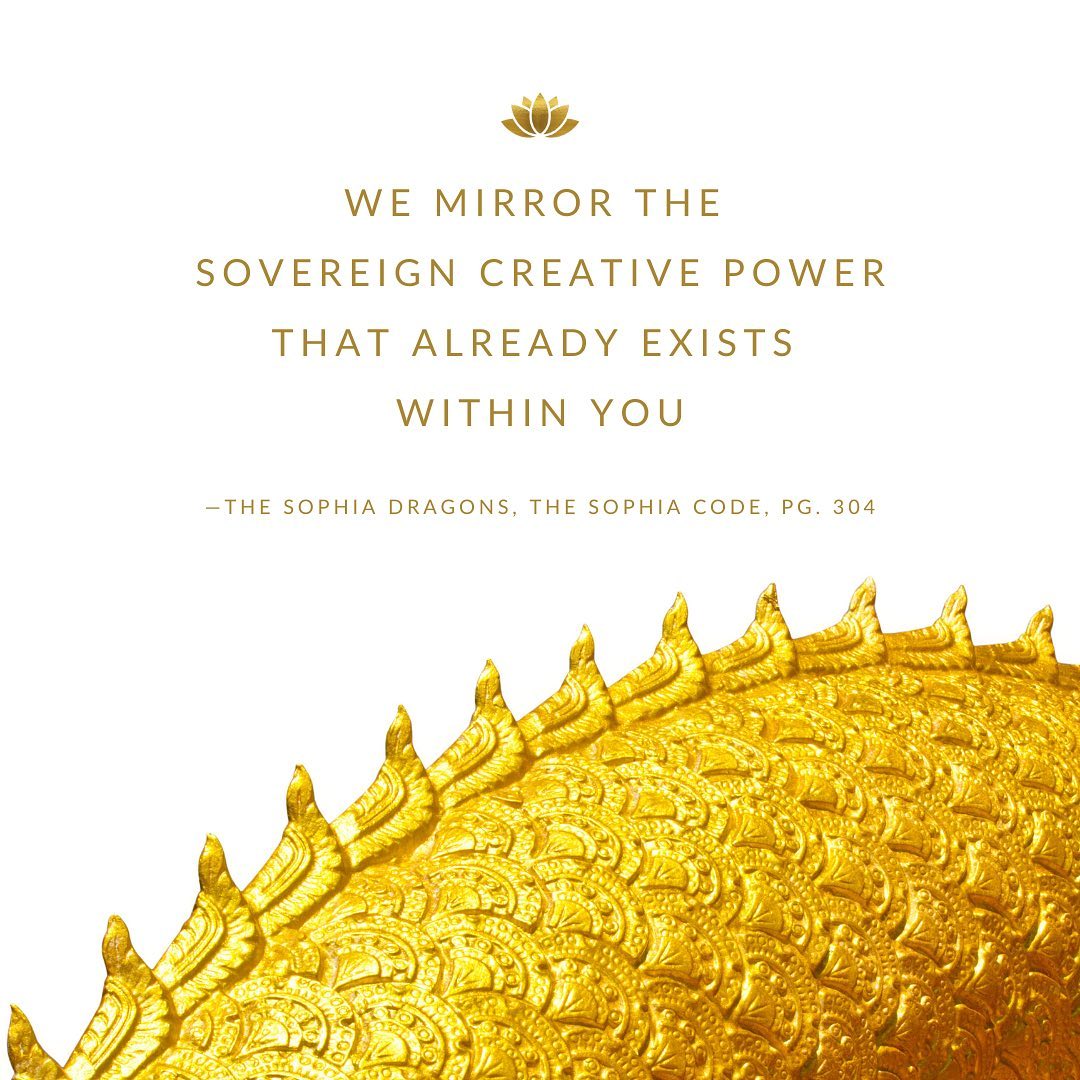 WE MIRROR THE
SOVEREIGN CREATIVE POWER
THAT ALREADY EXISTS
WITHIN YOU
—THE SOPHIA DRAGONS, THE SOPHIA CODE, PG. 304